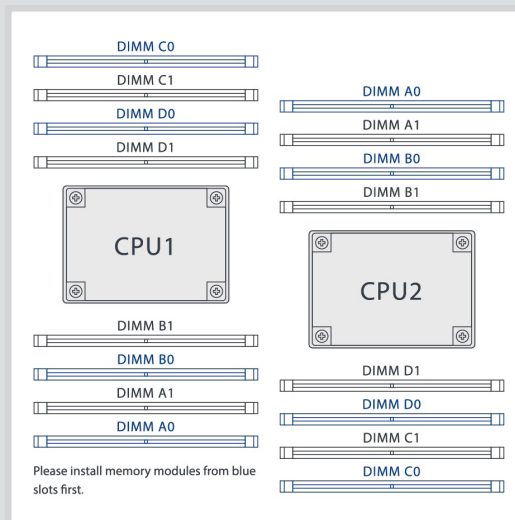 DIMM C0
DIMM C1
DIMM D0
DIMM D1
CPU1
DIMM B1
DIMM B0
DIMM A1
DIMM A0
Please install memory modules from blue
slots first.
DIMM A0
DIMM A1
DIMM B0
DIMM B1
CPU2
DIMM D1
DIMM D0
DIMM C1
DIMM C0